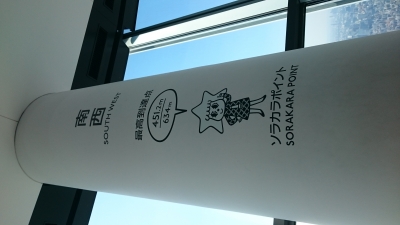 南西
SOUTH WEST
最高到達点
451.2m
634m
ソラカラポイント
SORAKARA POINT